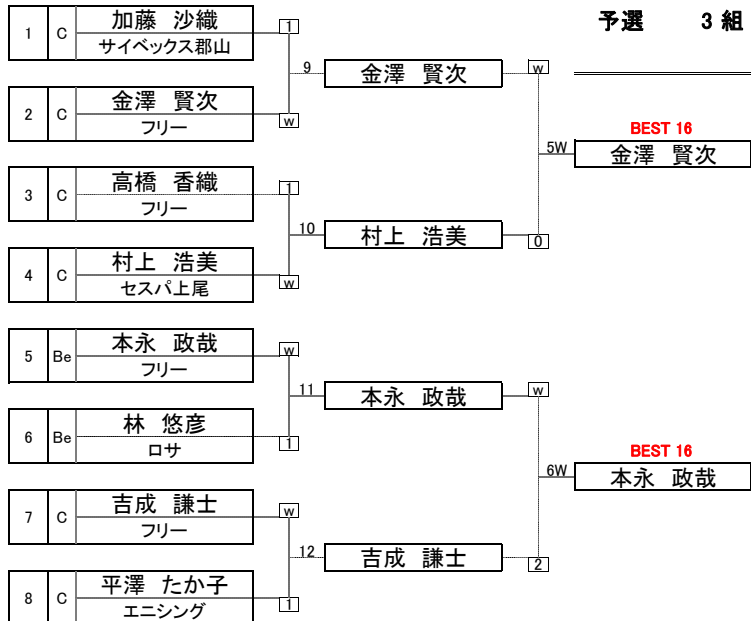 予選 3 組
1 C 加藤 沙織 1
サイベックス郡山
9 金澤 賢次 w
2 C 金澤 賢次 w
フリー
BEST 16
5W 金澤 賢次
3 C 高橋 香織 1
フリー
10 村上 浩美 0
4 C 村上 浩美 w
セスパ上尾
5 Be 本永 政哉 w
フリー
11 本永 政哉 w
6 Be 林 悠彦 1
ロサ
BEST 16
6W 本永 政哉
7 C 吉成 謙士 w
フリー
12 吉成 謙士 2
8 C 平澤 たか子 1
エニシング